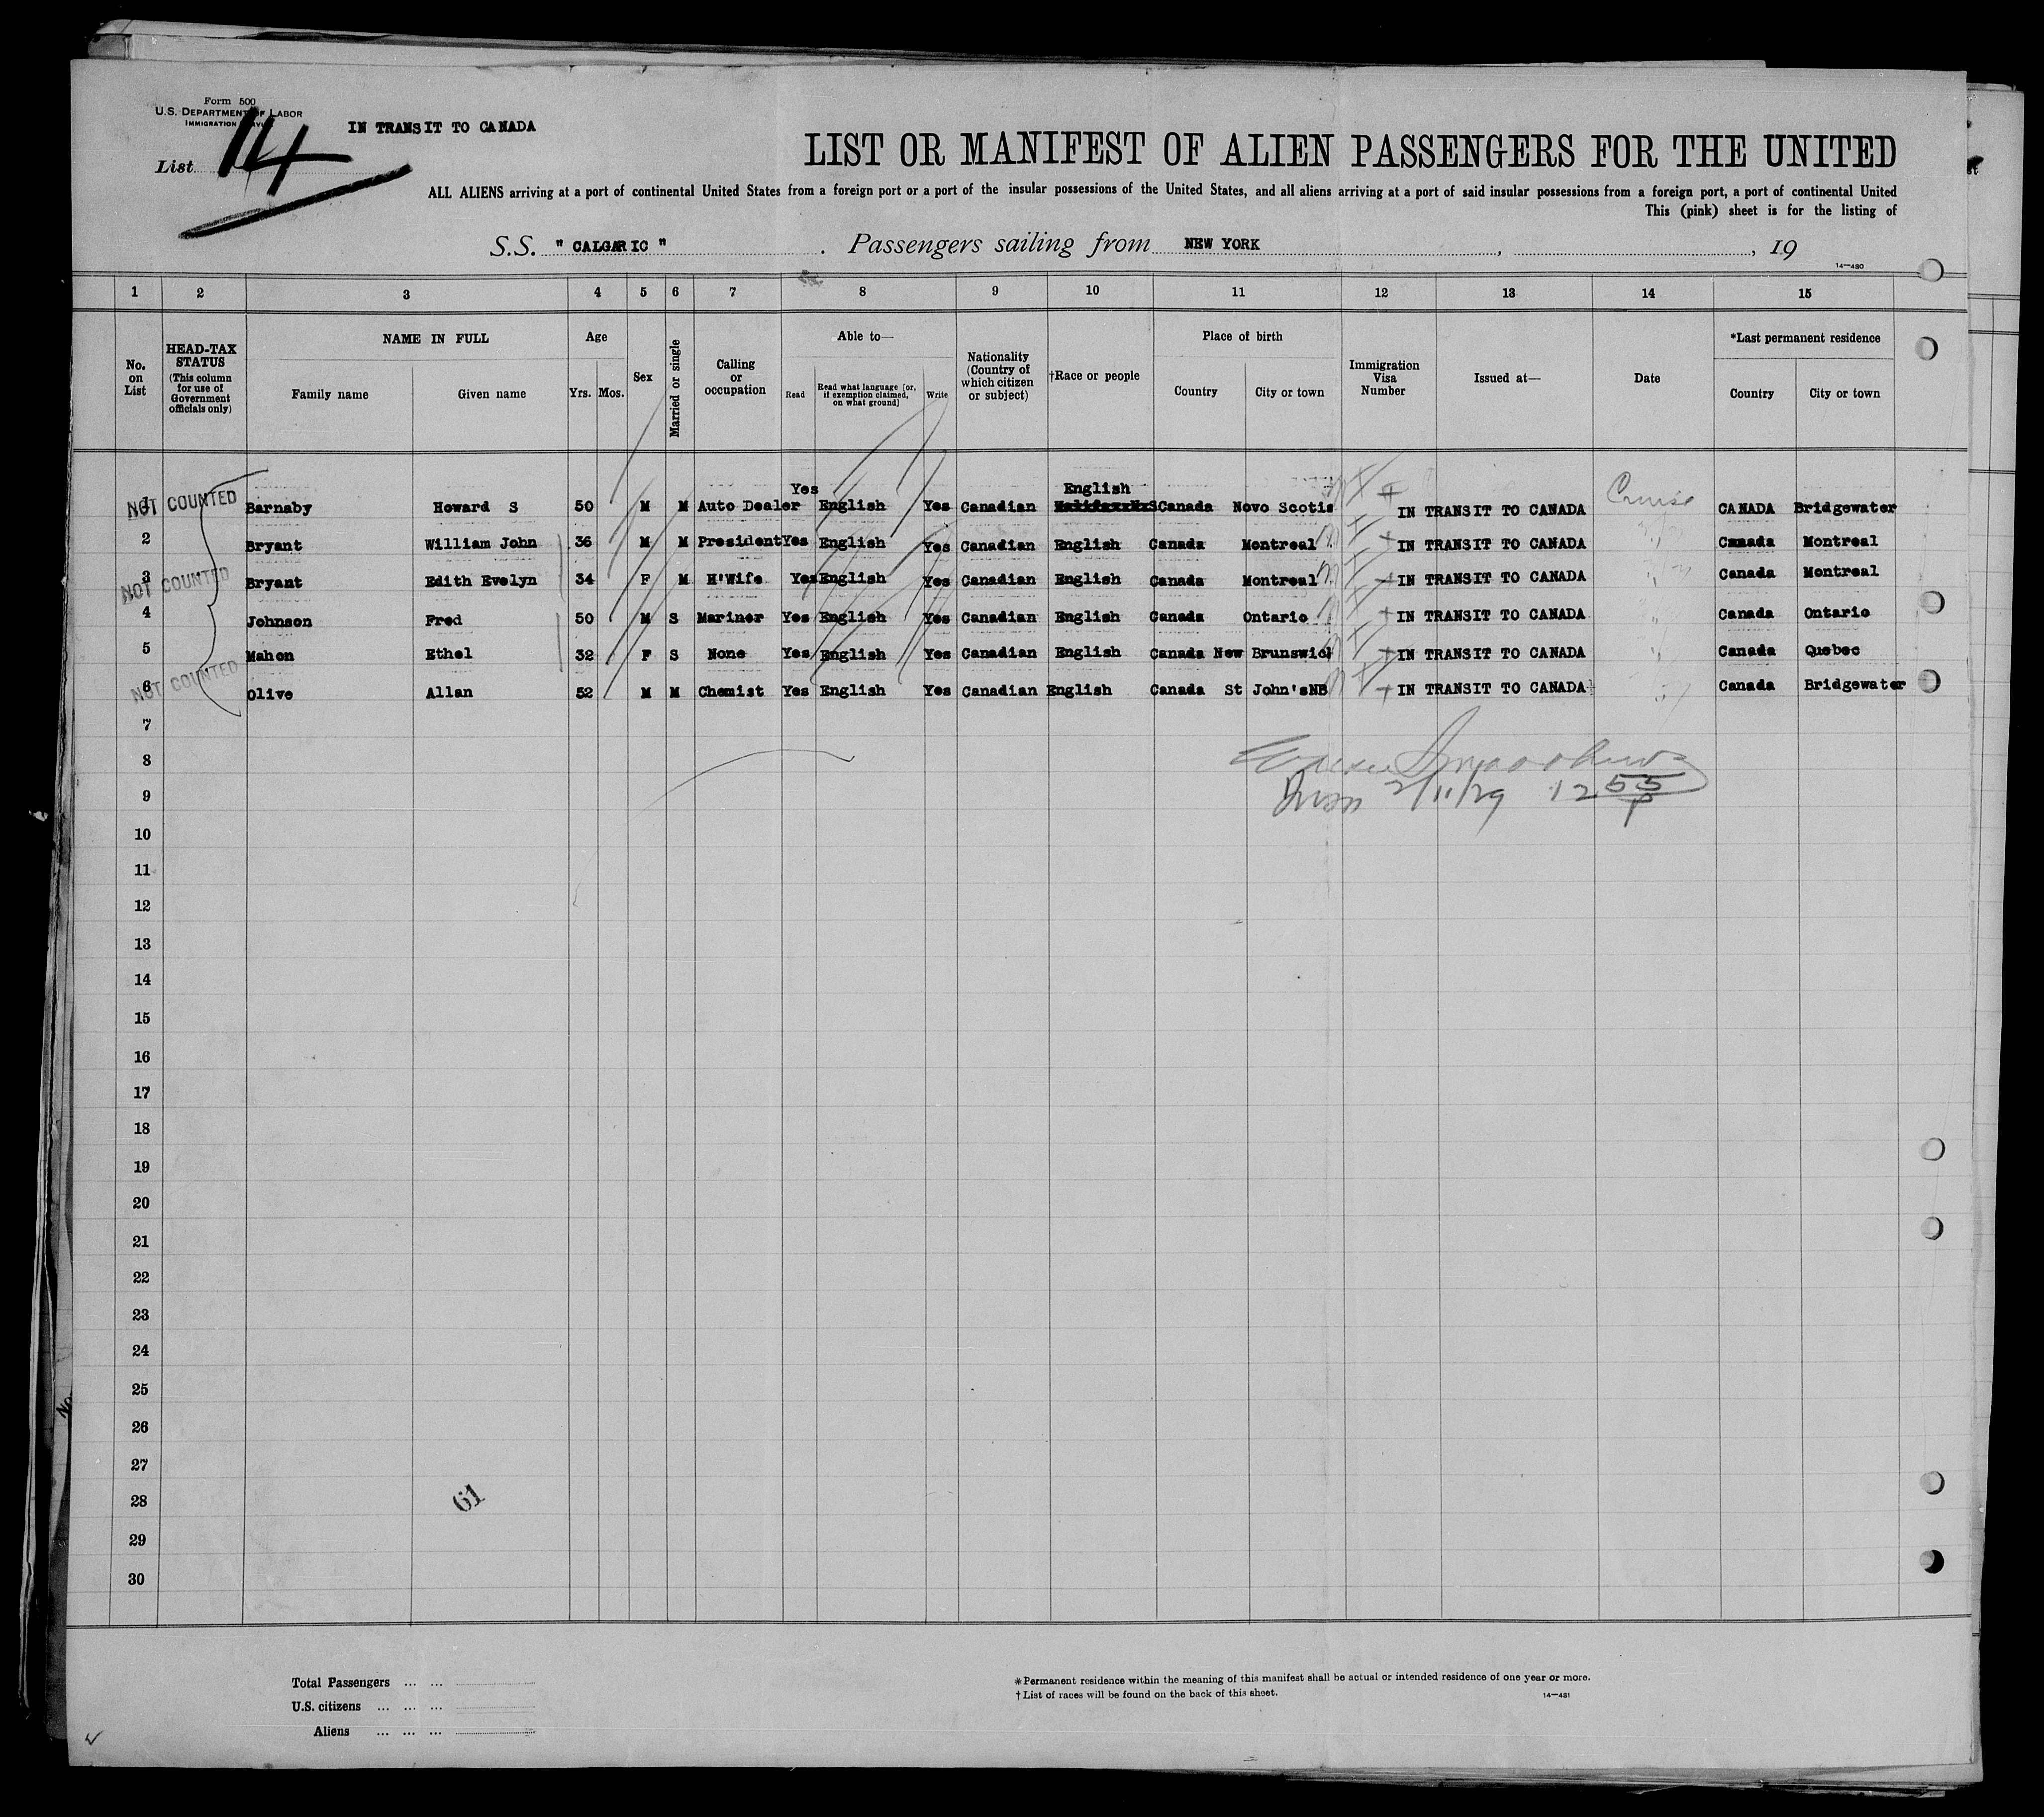 Form 500
U.S. DEPARTMENT OF LABOR
IMMIGRATION
IN TRANSIT TO CANADA
List 14
LIST OR MANIFEST OF ALIEN PASSENGERS FOR THE UNITED
ALL ALIENS arriving at a port of continental United States from a foreign port or a port of the insular possessions of the United States, and all aliens arriving at a port of said insular possessions from a foreign port, a port of continental United
This (pink) sheet is for the listing of
S.S. " CALGARIC " . Passengers sailing from NEW YORK , , 19
14—480
1 2 3 4 5 6 7 8 9 10 11 12 13 14 15
No. on List
HEAD-TAX STATUS (This column for use of Government officials only)
NAME IN FULL
Family name Given name
Age
Yrs. Mos.
Sex
Married or single
Calling or occupation
Able to—
Read
Read what language [or, if exemption claimed, on what ground]
Write
Nationality (Country of which citizen or subject)
†Race or people
Place of birth
Country City or town
Immigration Visa Number
Issued at—
Date
*Last permanent residence
Country City or town
NOT COUNTED
1 Barnaby Howard S 50 M M Auto Dealer Yes English Yes Canadian English Canada Novo Scotia IN TRANSIT TO CANADA Cruise CANADA Bridgewater
2 Bryant William John 36 M M President Yes English Yes Canadian English Canada Montreal IN TRANSIT TO CANADA " Canada Montreal
NOT COUNTED
3 Bryant Edith Evelyn 34 F M H'Wife Yes English Yes Canadian English Canada Montreal IN TRANSIT TO CANADA " Canada Montreal
4 Johnson Fred 50 M S Mariner Yes English Yes Canadian English Canada Ontario IN TRANSIT TO CANADA " Canada Ontario
5 Mahon Ethel 32 F S None Yes English Yes Canadian English Canada New Brunswick IN TRANSIT TO CANADA " Canada Quebec
NOT COUNTED
6 Olive Allan 52 M M Chemist Yes English Yes Canadian English Canada St John'sNB IN TRANSIT TO CANADA " Canada Bridgewater
7
8
9 2/11/29 12 55 P
10
11
12
13
14
15
16
17
18
19
20
21
22
23
24
25
26
27
28 61
29
30
Total Passengers ... ...
U.S. citizens ... ... ...
Aliens ... ... ...
*Permanent residence within the meaning of this manifest shall be actual or intended residence of one year or more.
†List of races will be found on the back of this sheet.
14—481